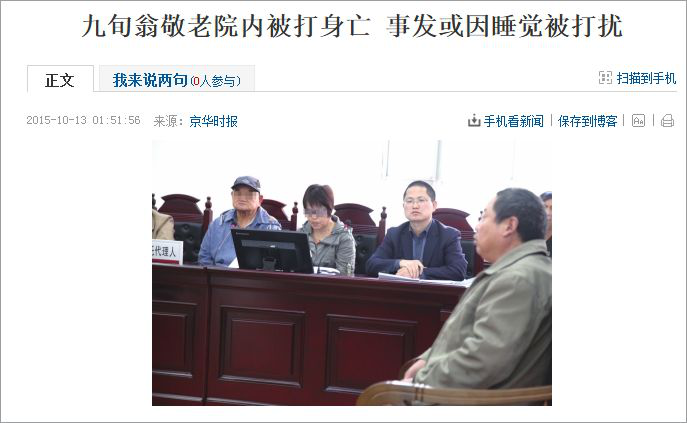 九旬翁敬老院内被打身亡 事发或因睡觉被打扰
正文 我来说两句(0人参与) 扫描到手机
2015-10-13 01:51:56 来源：京华时报 手机看新闻 | 保存到博客 | Aa |
托代理人